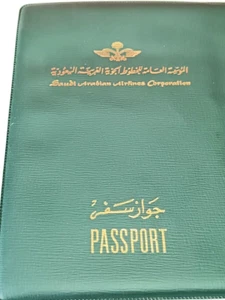 المؤسسة العامة للخطوط الجوية العربية السعودية
Saudi Arabian Airlines Corporation
جواز سفر
PASSPORT